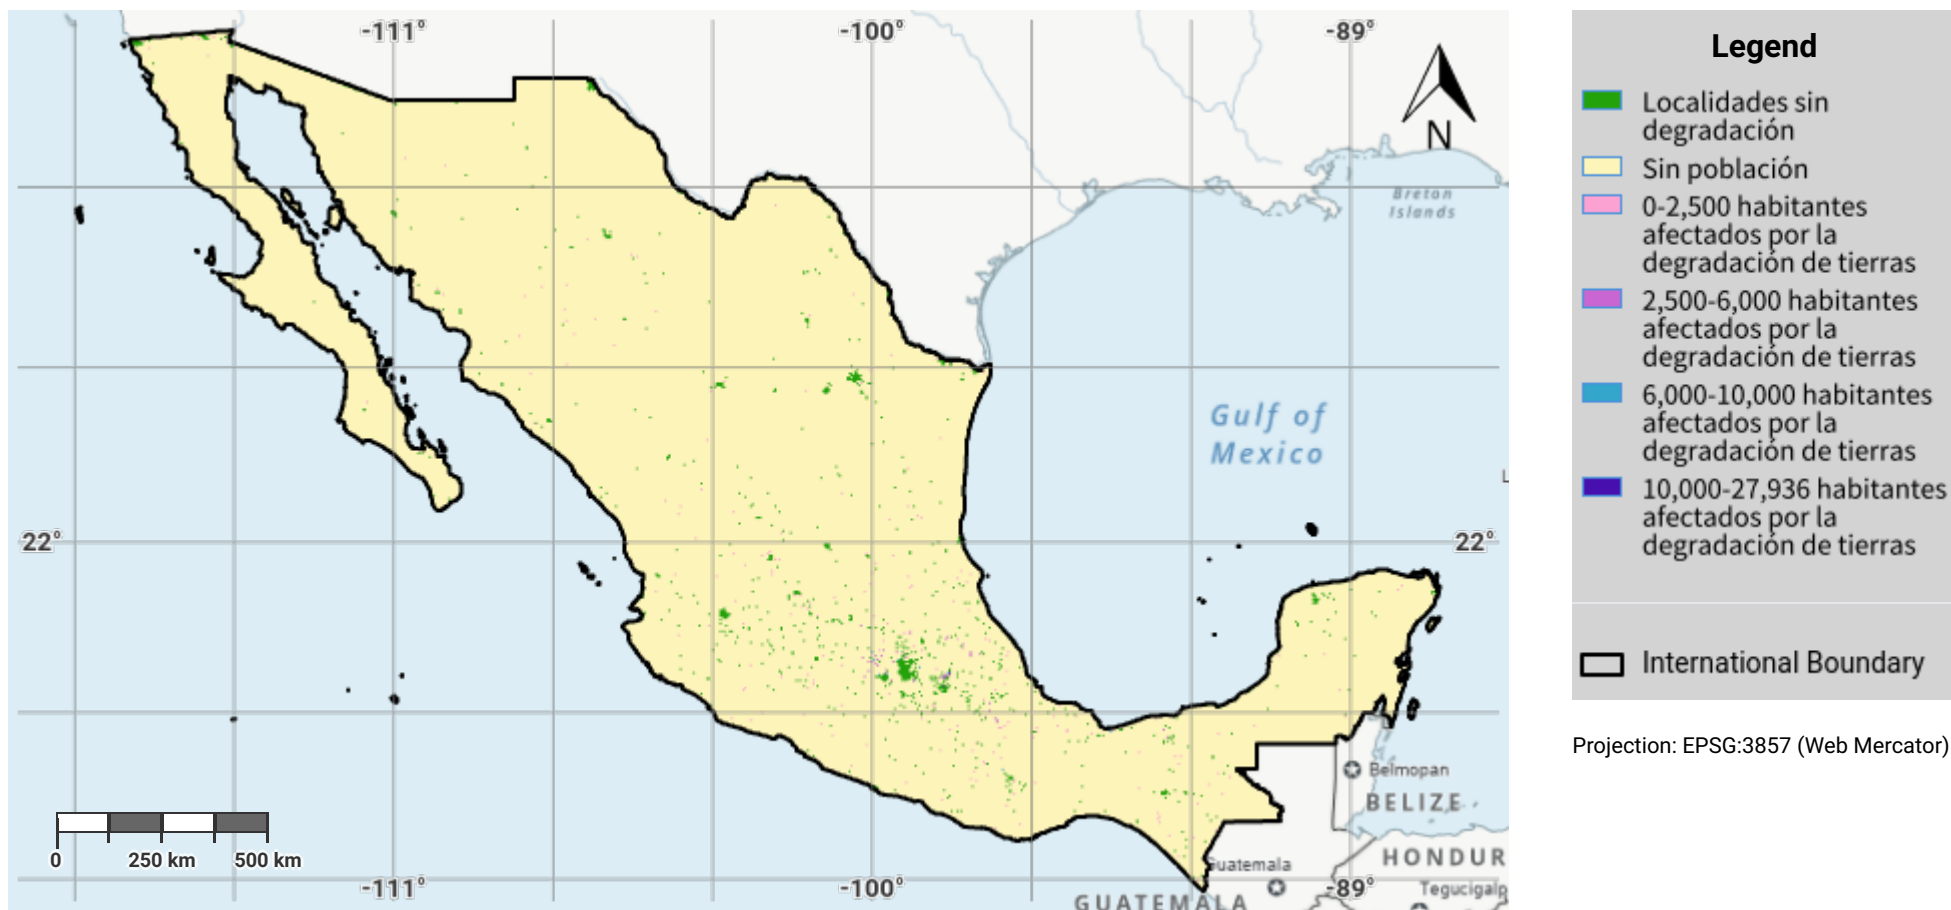 -111°
-100°
-89°
N
Breton
Islands
Gulf of
Mexico
22°
22°
Belmopan
BELIZE
0
250 km
500 km
Guatemala
HONDUR
-111°
-100°
-89°
Tegucigalp
GUATEMALA
Legend
Localidades sin
degradación
Sin población
0-2,500 habitantes
afectados por la
degradación de tierras
2,500-6,000 habitantes
afectados por la
degradación de tierras
6,000-10,000 habitantes
afectados por la
degradación de tierras
10,000-27,936 habitantes
afectados por la
degradación de tierras
International Boundary
Projection: EPSG:3857 (Web Mercator)